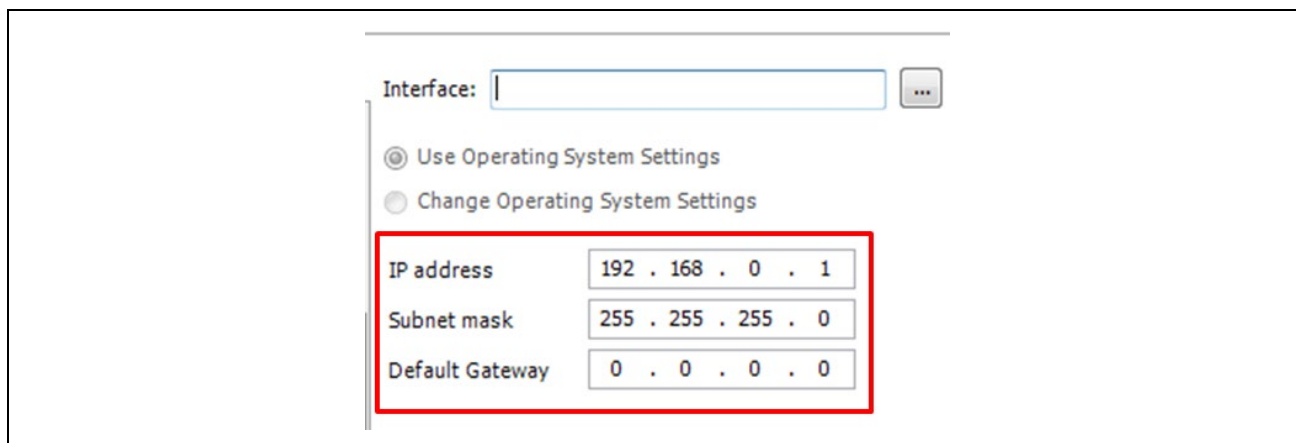 Interface: ...
Use Operating System Settings
Change Operating System Settings
IP address 192 . 168 . 0 . 1
Subnet mask 255 . 255 . 255 . 0
Default Gateway 0 . 0 . 0 . 0